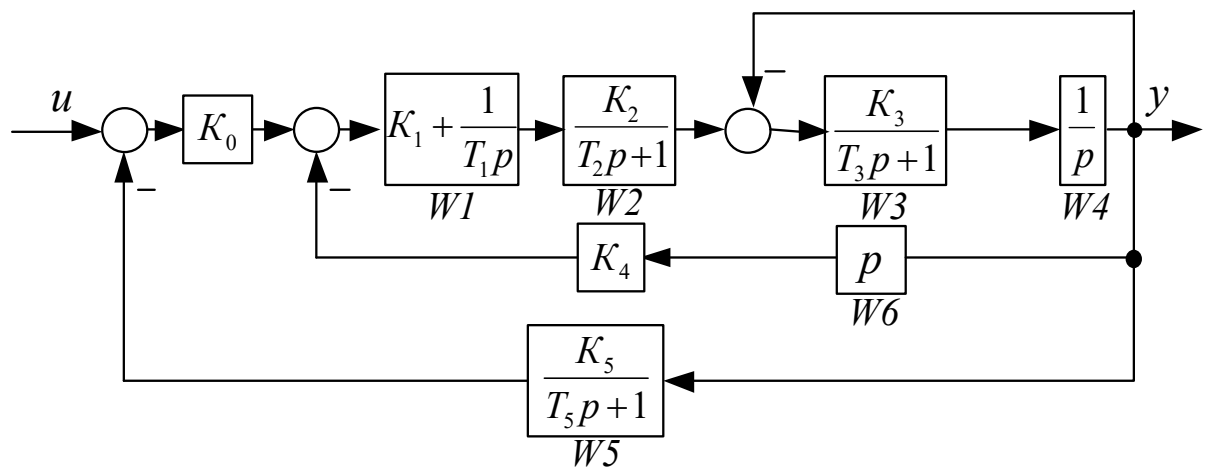 u
K₀
K₁ + 1/(T₁p)
W1
K₂/(T₂p+1)
W2
−
K₃/(T₃p+1)
W3
1/p
W4
y
−
K₄
p
W6
−
K₅/(T₅p+1)
W5